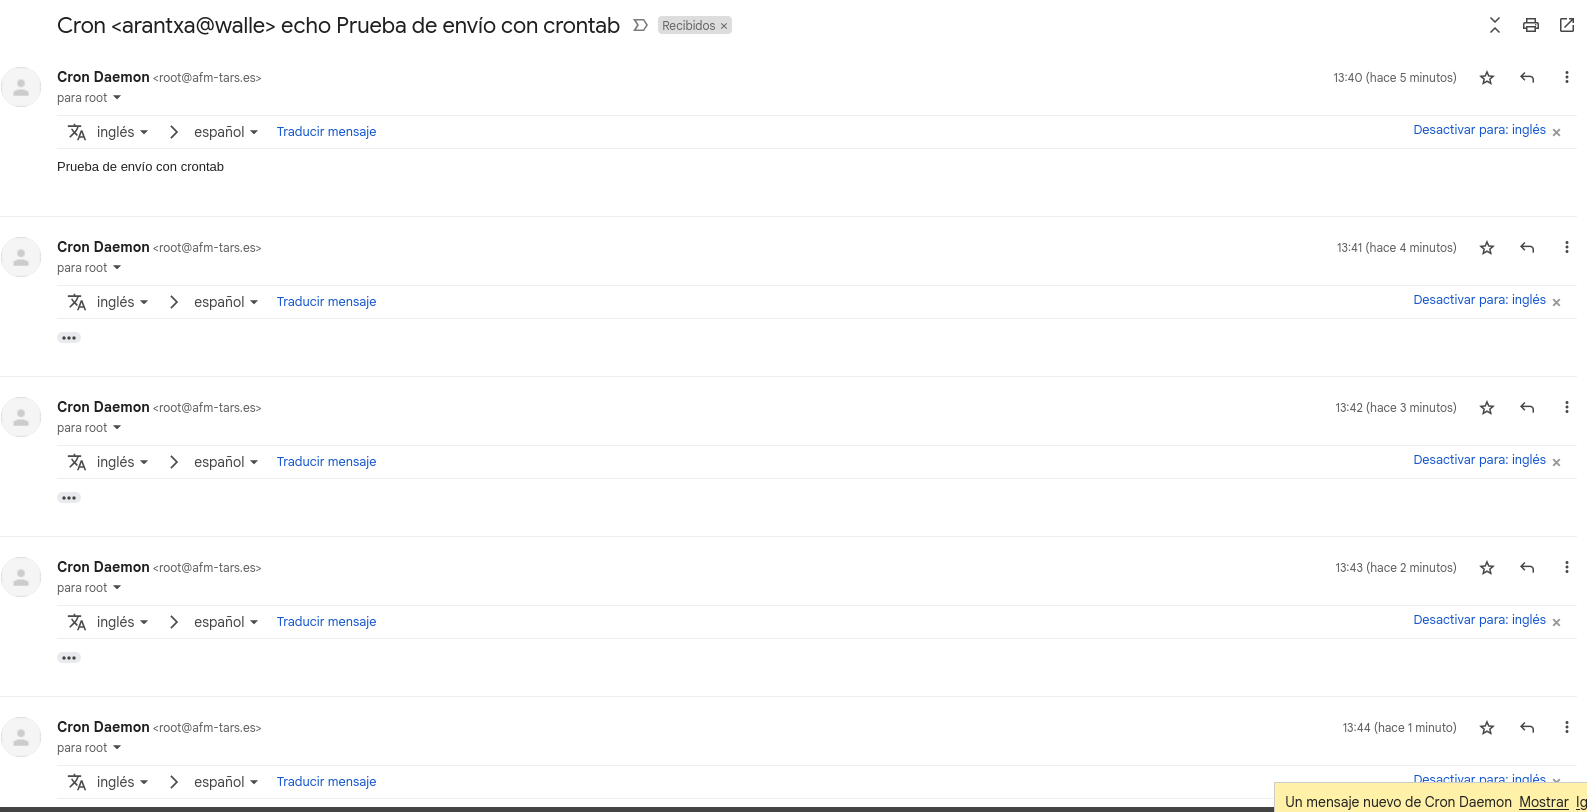 Cron <arantxa@walle> echo Prueba de envío con crontab Recibidos ×
Cron Daemon <root@afm-tars.es> 13:40 (hace 5 minutos)
para root
inglés español Traducir mensaje Desactivar para: inglés ×
Prueba de envío con crontab
Cron Daemon <root@afm-tars.es> 13:41 (hace 4 minutos)
para root
inglés español Traducir mensaje Desactivar para: inglés ×
Cron Daemon <root@afm-tars.es> 13:42 (hace 3 minutos)
para root
inglés español Traducir mensaje Desactivar para: inglés ×
Cron Daemon <root@afm-tars.es> 13:43 (hace 2 minutos)
para root
inglés español Traducir mensaje Desactivar para: inglés ×
Cron Daemon <root@afm-tars.es> 13:44 (hace 1 minuto)
para root
inglés español Traducir mensaje Desactivar para: inglés
Un mensaje nuevo de Cron Daemon Mostrar Ig